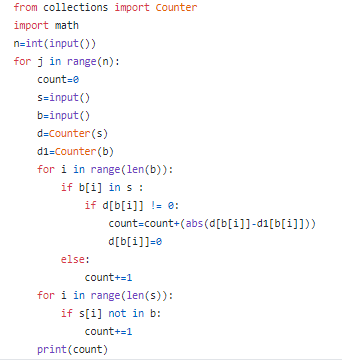 from collections import Counter
import math
n=int(input())
for j in range(n):
    count=0
    s=input()
    b=input()
    d=Counter(s)
    d1=Counter(b)
    for i in range(len(b)):
        if b[i] in s :
            if d[b[i]] != 0:
                count=count+(abs(d[b[i]]-d1[b[i]]))
                d[b[i]]=0
        else:
            count+=1
    for i in range(len(s)):
        if s[i] not in b:
            count+=1
    print(count)